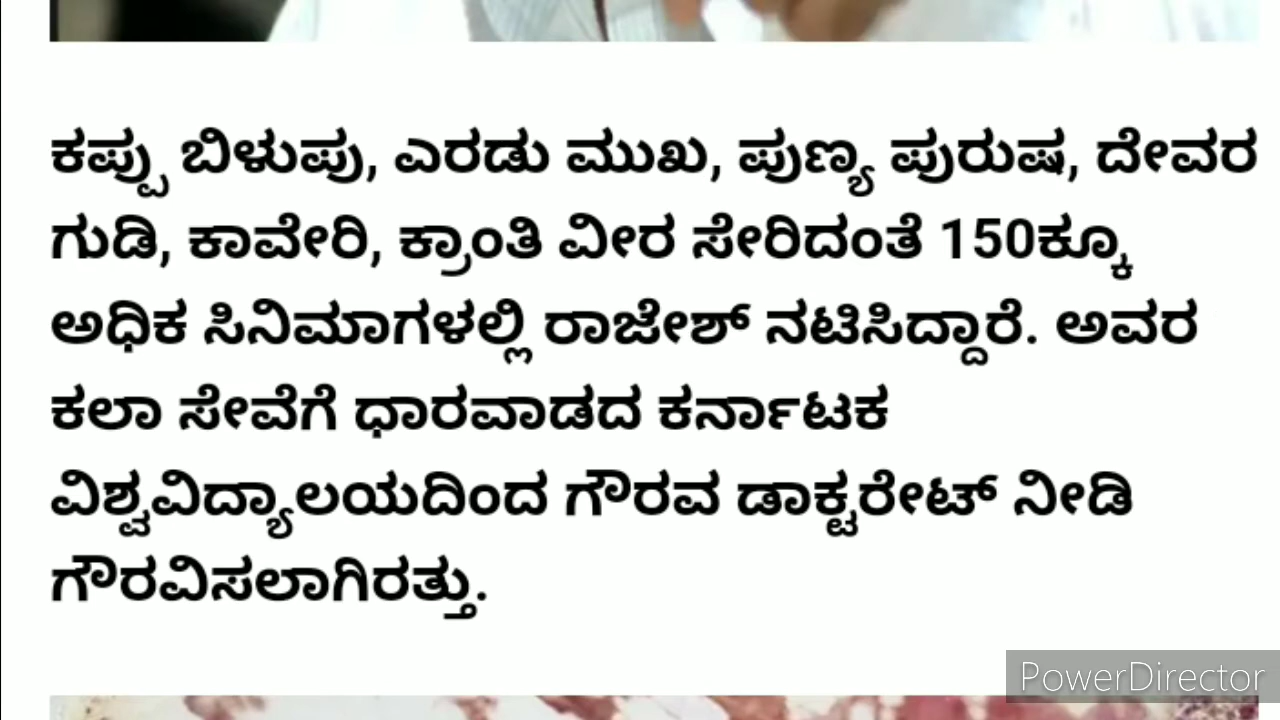 ಕಪ್ಪು ಬಿಳುಪು, ಎರಡು ಮುಖ, ಪುಣ್ಯ ಪುರುಷ, ದೇವರ
ಗುಡಿ, ಕಾವೇರಿ, ಕ್ರಾಂತಿ ವೀರ ಸೇರಿದಂತೆ 150ಕ್ಕೂ
ಅಧಿಕ ಸಿನಿಮಾಗಳಲ್ಲಿ ರಾಜೇಶ್ ನಟಿಸಿದ್ದಾರೆ. ಅವರ
ಕಲಾ ಸೇವೆಗೆ ಧಾರವಾಡದ ಕರ್ನಾಟಕ
ವಿಶ್ವವಿದ್ಯಾಲಯದಿಂದ ಗೌರವ ಡಾಕ್ಟರೇಟ್ ನೀಡಿ
ಗೌರವಿಸಲಾಗಿರತ್ತು.
PowerDirector